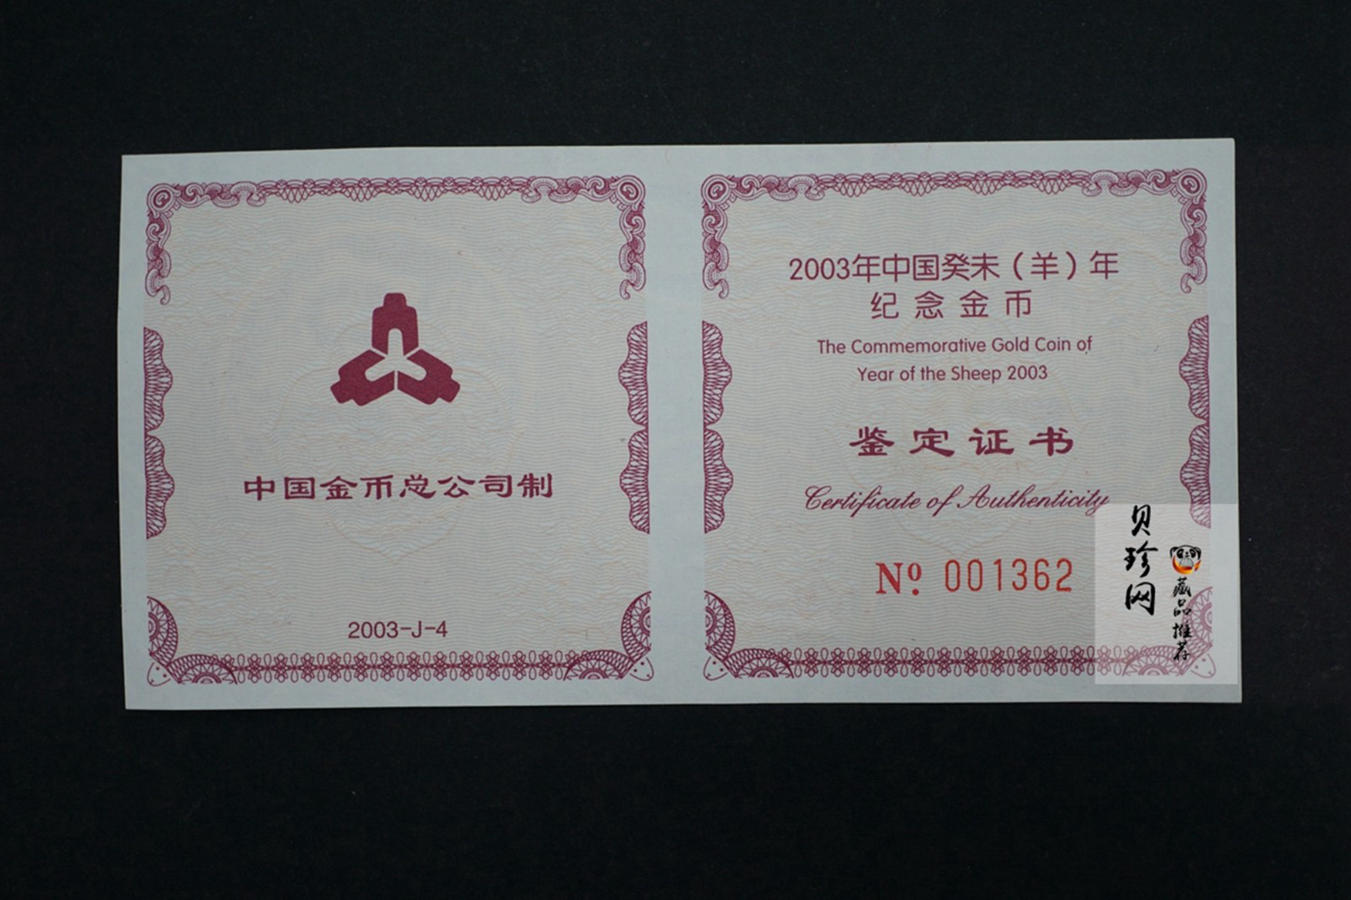 中国金币总公司制
2003-J-4
2003年中国癸未（羊）年
纪念金币
The Commemorative Gold Coin of
Year of the Sheep 2003
鉴定证书
Certificate of Authenticity
Nº 001362
贝珍网
藏品推荐